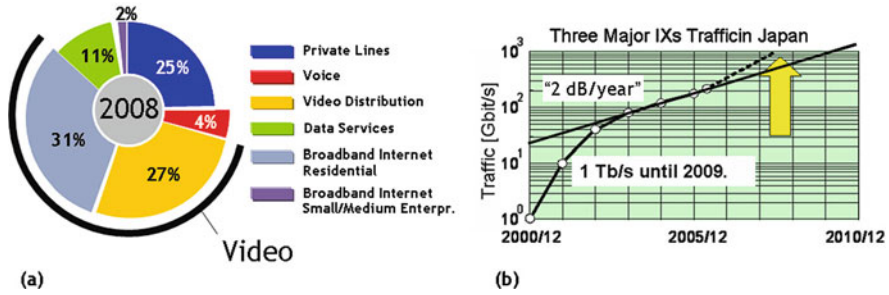 2%
11%
25%
2008
4%
31%
27%
Private Lines
Voice
Video Distribution
Data Services
Broadband Internet
Residential
Broadband Internet
Small/Medium Enterpr.
Video
(a)
Three Major IXs Trafficin Japan
Traffic [Gbit/s]
10³
10²
10¹
10⁰
"2 dB/year"
1 Tb/s until 2009.
2000/12
2005/12
2010/12
(b)